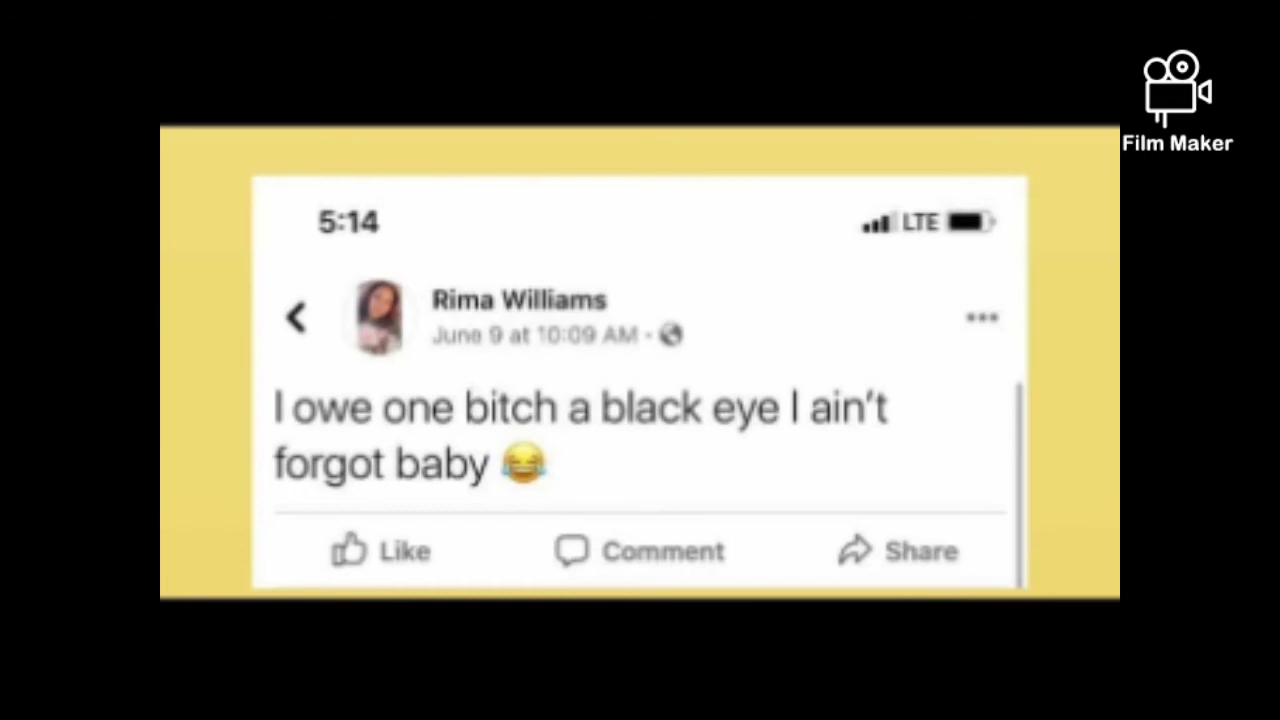 Film Maker
5:14
LTE
Rima Williams
June 9 at 10:09 AM ·
I owe one bitch a black eye I ain't
forgot baby 😂
Like Comment Share